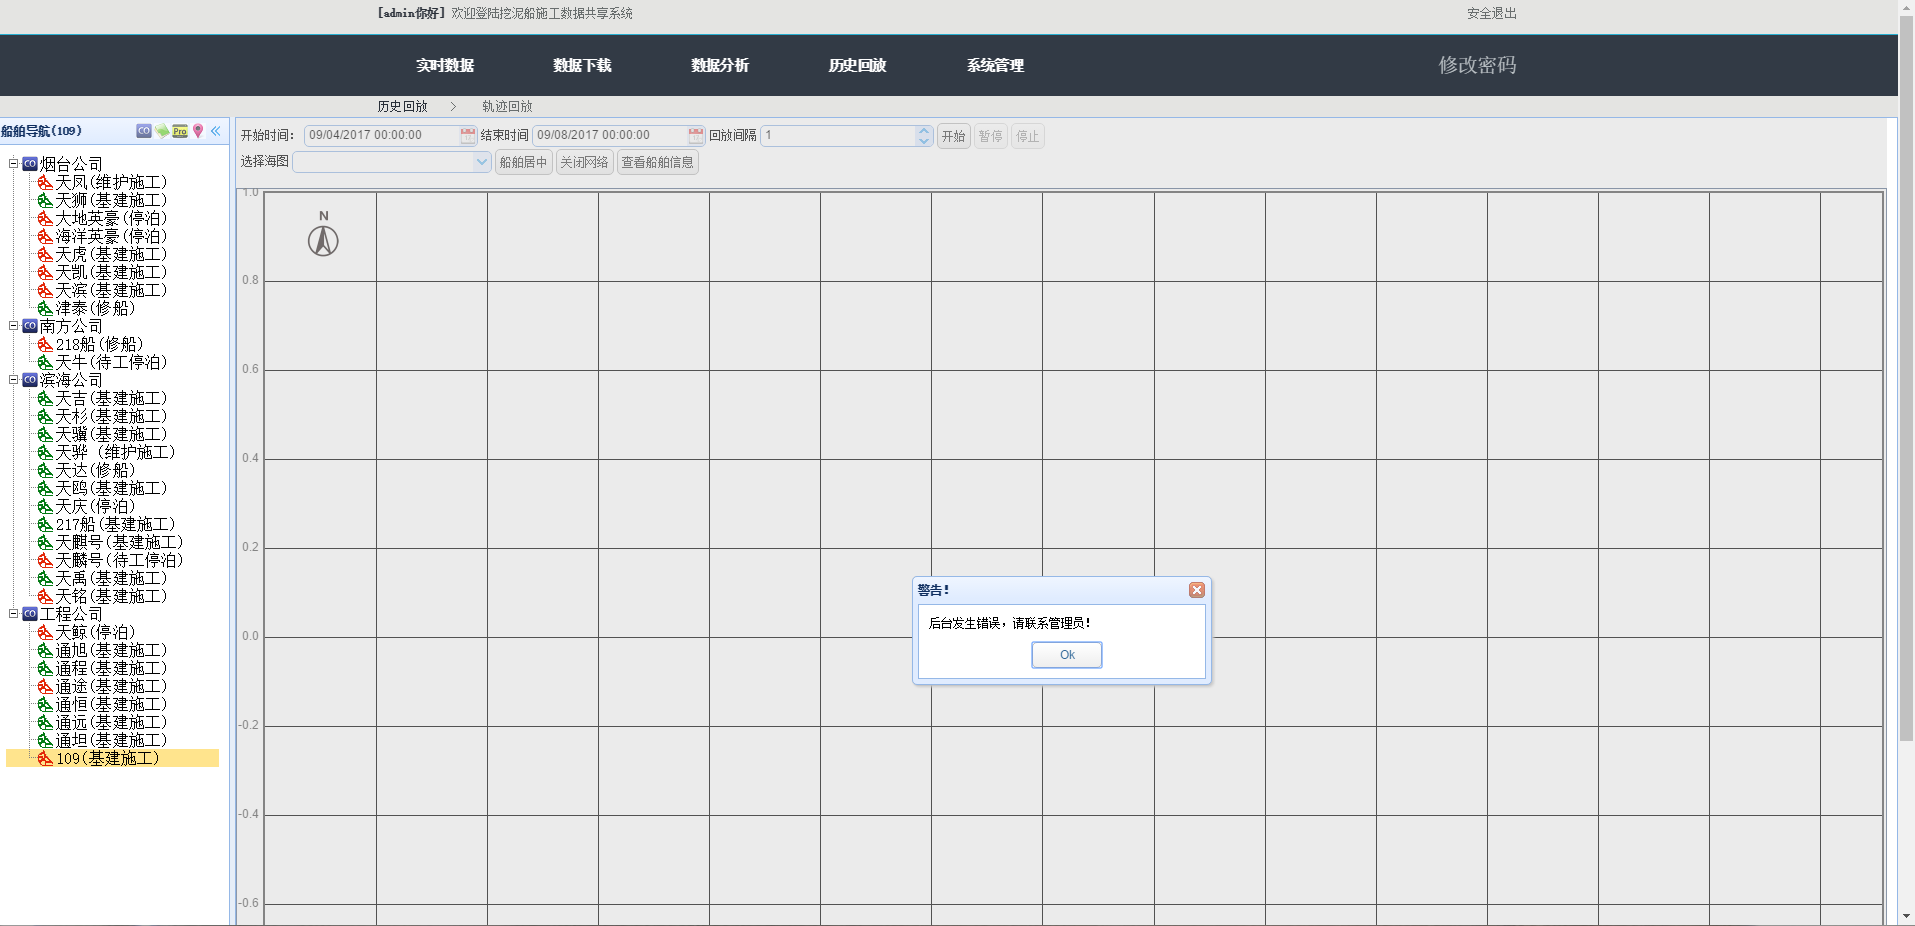 [admin你好] 欢迎登陆挖泥船施工数据共享系统 安全退出
实时数据 数据下载 数据分析 历史回放 系统管理 修改密码
历史回放 > 轨迹回放
船舶导航(109) CO Pro
开始时间: 09/04/2017 00:00:00 结束时间 09/08/2017 00:00:00 回放间隔 1 开始 暂停 停止
选择海图 船舶居中 关闭网络 查看船舶信息
CO 烟台公司
天凤(维护施工)
天狮(基建施工)
大地英豪(停泊)
海洋英豪(停泊)
天虎(基建施工)
天凯(基建施工)
天滨(基建施工)
津泰(修船)
CO 南方公司
218船(修船)
天牛(待工停泊)
CO 滨海公司
天吉(基建施工)
天杉(基建施工)
天骥(基建施工)
天骅 (维护施工)
天达(修船)
天鸥(基建施工)
天庆(停泊)
217船(基建施工)
天麒号(基建施工)
天麟号(待工停泊)
天禹(基建施工)
天铭(基建施工)
CO 工程公司
天鲸(停泊)
通旭(基建施工)
通程(基建施工)
通途(基建施工)
通恒(基建施工)
通远(基建施工)
通坦(基建施工)
109(基建施工)
N
1.0
0.8
0.6
0.4
0.2
0.0
-0.2
-0.4
-0.6
警告!
后台发生错误，请联系管理员!
Ok